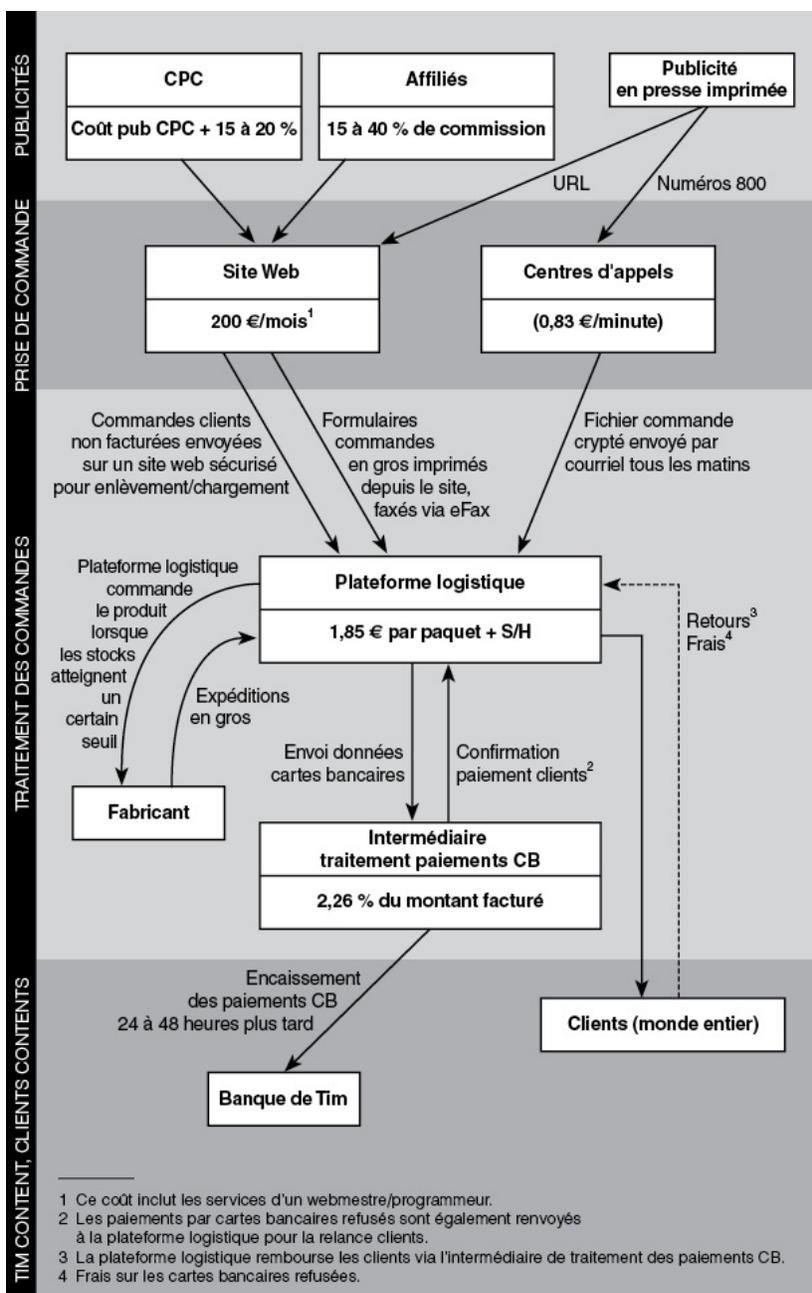 PUBLICITÉS
CPC
Coût pub CPC + 15 à 20 %
Affiliés
15 à 40 % de commission
Publicité
en presse imprimée
URL
Numéros 800
PRISE DE COMMANDE
Site Web
200 €/mois¹
Centres d'appels
(0,83 €/minute)
TRAITEMENT DES COMMANDES
Commandes clients
non facturées envoyées
sur un site web sécurisé
pour enlèvement/chargement
Formulaires
commandes
en gros imprimés
depuis le site,
faxés via eFax
Fichier commande
crypté envoyé par
courriel tous les matins
Plateforme logistique
commande
le produit
lorsque
les stocks
atteignent
un
certain
seuil
Plateforme logistique
1,85 € par paquet + S/H
Retours³
Frais⁴
Expéditions
en gros
Envoi données
cartes bancaires
Confirmation
paiement clients²
Fabricant
Intermédiaire
traitement paiements CB
2,26 % du montant facturé
TIM CONTENT, CLIENTS CONTENTS
Encaissement
des paiements CB
24 à 48 heures plus tard
Clients (monde entier)
Banque de Tim
1 Ce coût inclut les services d'un webmestre/programmeur.
2 Les paiements par cartes bancaires refusés sont également renvoyés
à la plateforme logistique pour la relance clients.
3 La plateforme logistique rembourse les clients via l'intermédiaire de traitement des paiements CB.
4 Frais sur les cartes bancaires refusées.